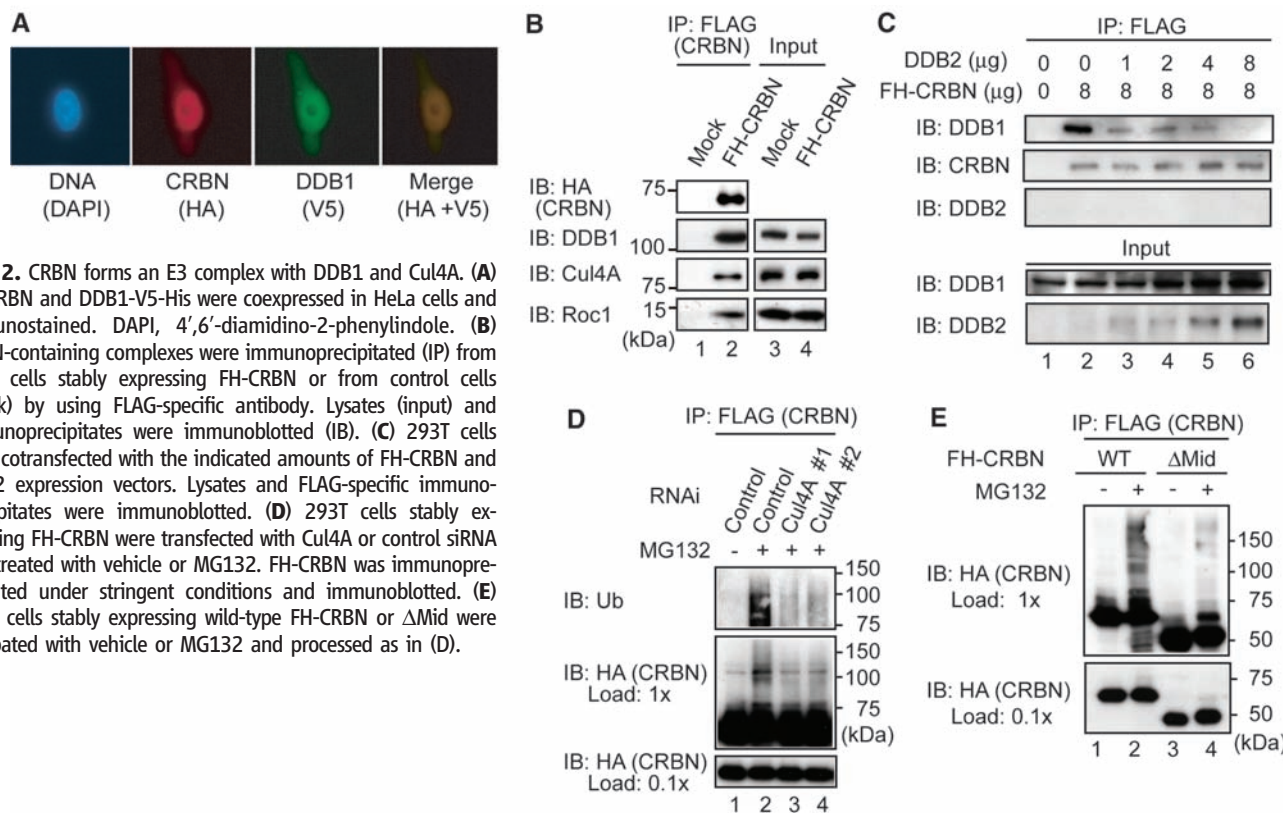 A
DNA
(DAPI)
CRBN
(HA)
DDB1
(V5)
Merge
(HA +V5)
2. CRBN forms an E3 complex with DDB1 and Cul4A. (A)
RBN and DDB1-V5-His were coexpressed in HeLa cells and
unostained. DAPI, 4′,6′-diamidino-2-phenylindole. (B)
N-containing complexes were immunoprecipitated (IP) from
cells stably expressing FH-CRBN or from control cells
k) by using FLAG-specific antibody. Lysates (input) and
unoprecipitates were immunoblotted (IB). (C) 293T cells
cotransfected with the indicated amounts of FH-CRBN and
2 expression vectors. Lysates and FLAG-specific immuno-
pitates were immunoblotted. (D) 293T cells stably ex-
ing FH-CRBN were transfected with Cul4A or control siRNA
treated with vehicle or MG132. FH-CRBN was immunopre-
ted under stringent conditions and immunoblotted. (E)
cells stably expressing wild-type FH-CRBN or ΔMid were
bated with vehicle or MG132 and processed as in (D).
B
IP: FLAG
(CRBN) Input
Mock FH-CRBN Mock FH-CRBN
IB: HA
(CRBN) 75
IB: DDB1 100
IB: Cul4A 75
IB: Roc1 15
(kDa) 1 2 3 4
C
IP: FLAG
DDB2 (µg) 0 0 1 2 4 8
FH-CRBN (µg) 0 8 8 8 8 8
IB: DDB1
IB: CRBN
IB: DDB2
Input
IB: DDB1
IB: DDB2
1 2 3 4 5 6
D
IP: FLAG (CRBN)
RNAi Control Control Cul4A #1 Cul4A #2
MG132 - + + +
IB: Ub 150 100 75
IB: HA (CRBN)
Load: 1x 150 100 75
(kDa)
IB: HA (CRBN)
Load: 0.1x
1 2 3 4
E
IP: FLAG (CRBN)
FH-CRBN WT ΔMid
MG132 - + - +
IB: HA (CRBN)
Load: 1x 150 100 75 50
IB: HA (CRBN)
Load: 0.1x 75 50
1 2 3 4 (kDa)